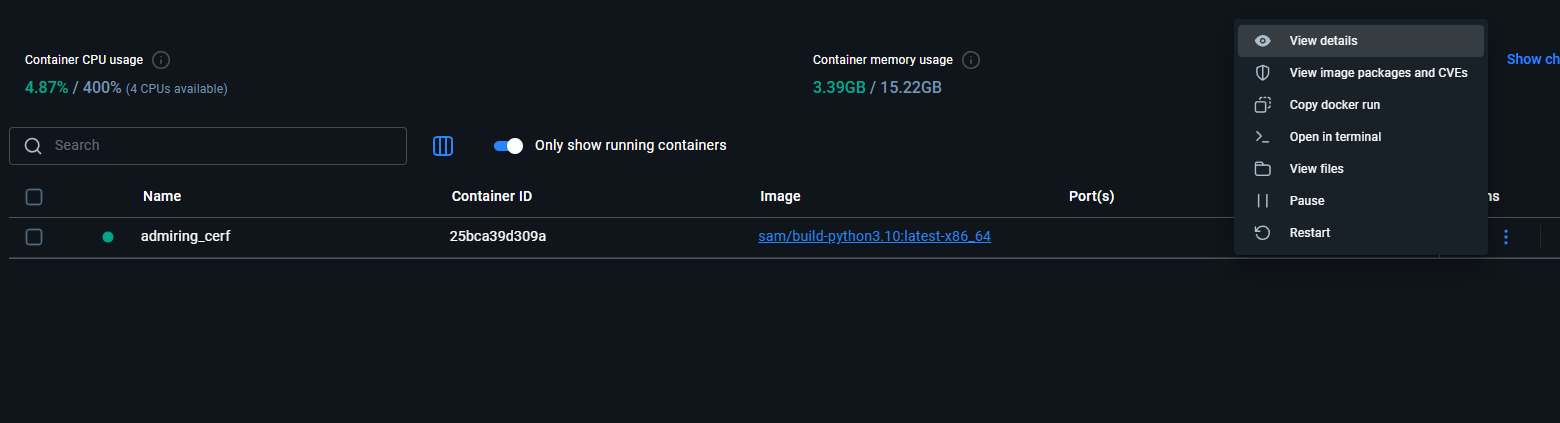 Container CPU usage
4.87% / 400% (4 CPUs available)
Container memory usage
3.39GB / 15.22GB
Show ch
View details
View image packages and CVEs
Copy docker run
Open in terminal
View files
Pause
Restart
Search
Only show running containers
Name Container ID Image Port(s) ns
admiring_cerf 25bca39d309a sam/build-python3.10:latest-x86_64